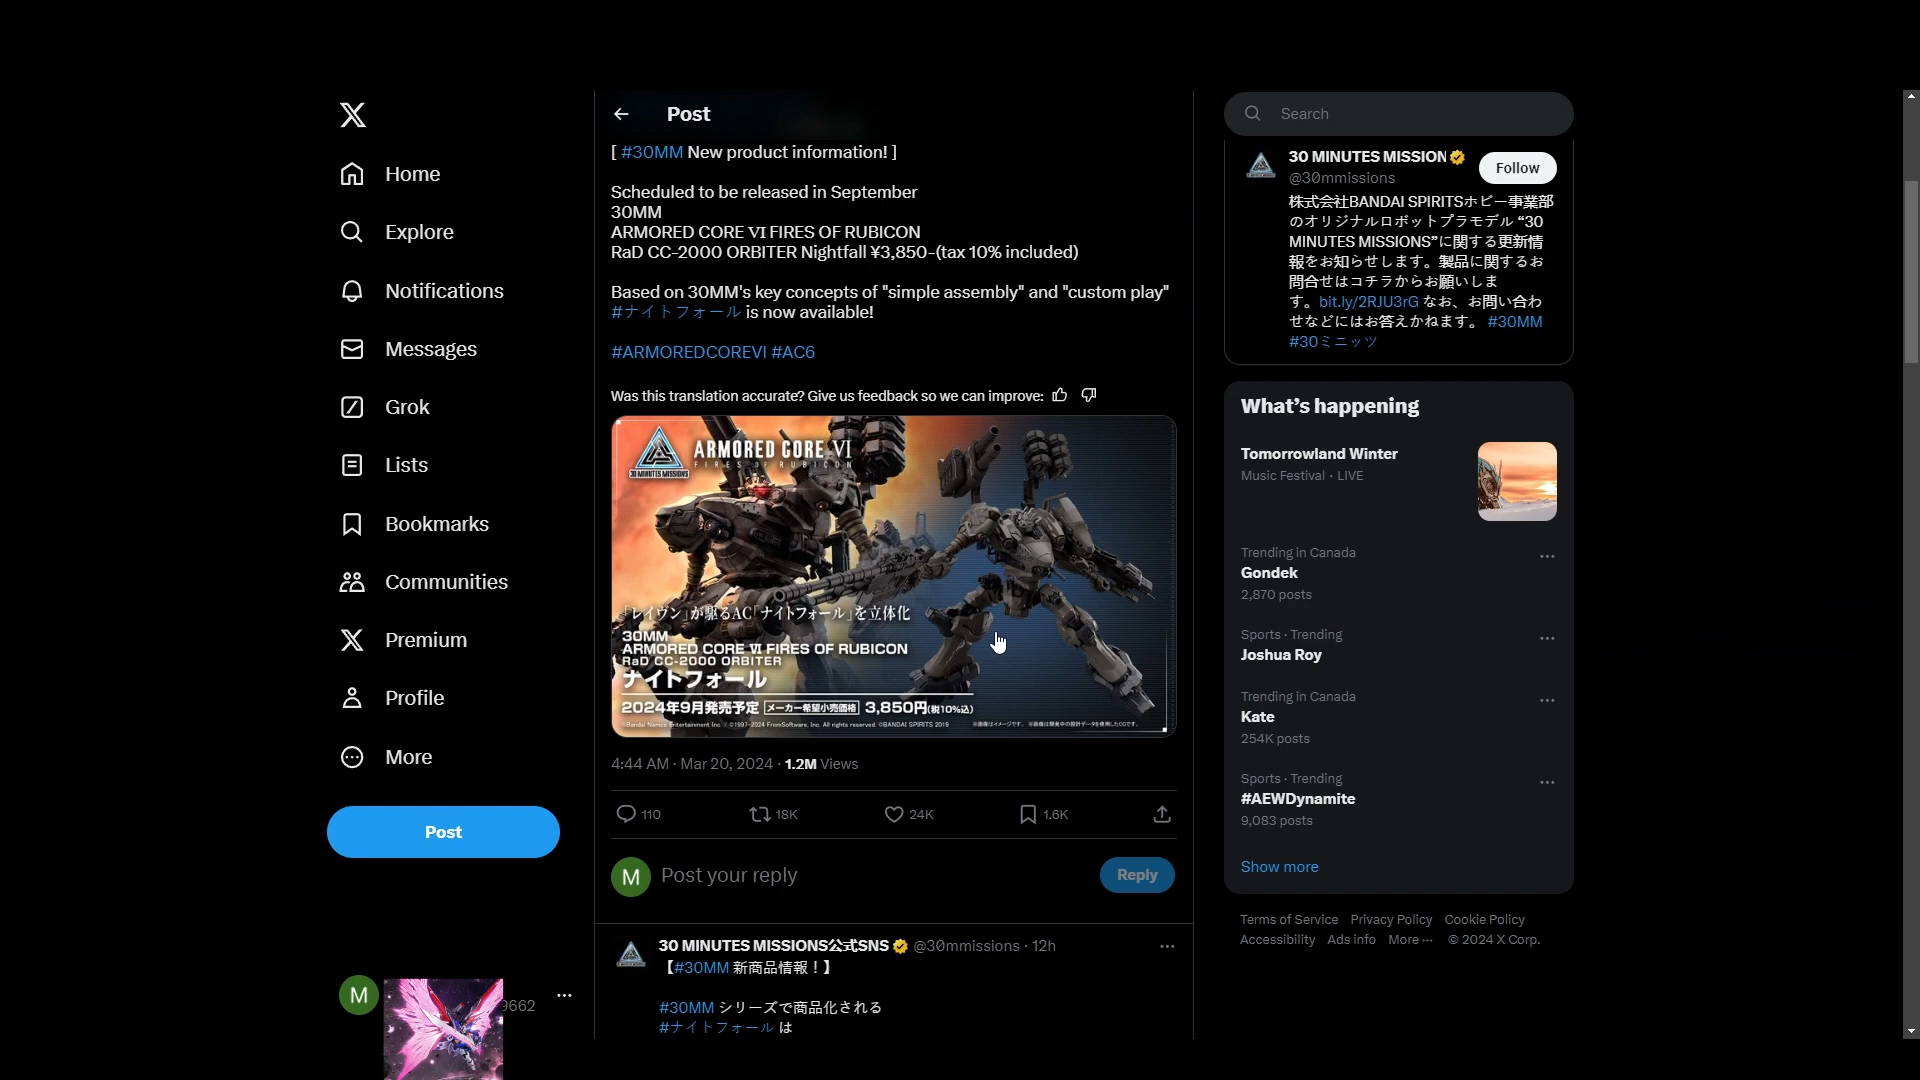 Home
Explore
Notifications
Messages
Grok
Lists
Bookmarks
Communities
Premium
Profile
More
Post
M
9662
Post
[ #30MM New product information! ]
Scheduled to be released in September
30MM
ARMORED CORE Ⅵ FIRES OF RUBICON
RaD CC-2000 ORBITER Nightfall ¥3,850-(tax 10% included)
Based on 30MM's key concepts of "simple assembly" and "custom play"
#ナイトフォール is now available!
#ARMOREDCOREVI #AC6
Was this translation accurate? Give us feedback so we can improve:
30 MINUTES MISSIONS
ARMORED CORE Ⅵ
FIRES OF RUBICON
「レイヴン」が駆るAC「ナイトフォール」を立体化
30MM
ARMORED CORE Ⅵ FIRES OF RUBICON
RaD CC-2000 ORBITER
ナイトフォール
2024年9月発売予定 メーカー希望小売価格 3,850円(税10%込)
©Bandai Namco Entertainment Inc. ©1997-2024 FromSoftware, Inc. All rights reserved. ©BANDAI SPIRITS 2019
※画像はイメージです。 ※画像は開発中の設計データを使用したCGです。
4:44 AM · Mar 20, 2024 · 1.2M Views
110 18K 24K 1.6K
M Post your reply Reply
30 MINUTES MISSIONS公式SNS @30mmissions · 12h
【#30MM 新商品情報！】
#30MM シリーズで商品化される
#ナイトフォール は
Search
30 MINUTES MISSION
@30mmissions
Follow
株式会社BANDAI SPIRITSホビー事業部
のオリジナルロボットプラモデル “30
MINUTES MISSIONS”に関する更新情
報をお知らせします。製品に関するお
問合せはコチラからお願いしま
す。bit.ly/2RJU3rG なお、お問い合わ
せなどにはお答えかねます。 #30MM
#30ミニッツ
What’s happening
Tomorrowland Winter
Music Festival · LIVE
Trending in Canada
Gondek
2,870 posts
Sports · Trending
Joshua Roy
Trending in Canada
Kate
254K posts
Sports · Trending
#AEWDynamite
9,083 posts
Show more
Terms of Service Privacy Policy Cookie Policy
Accessibility Ads info More ··· © 2024 X Corp.